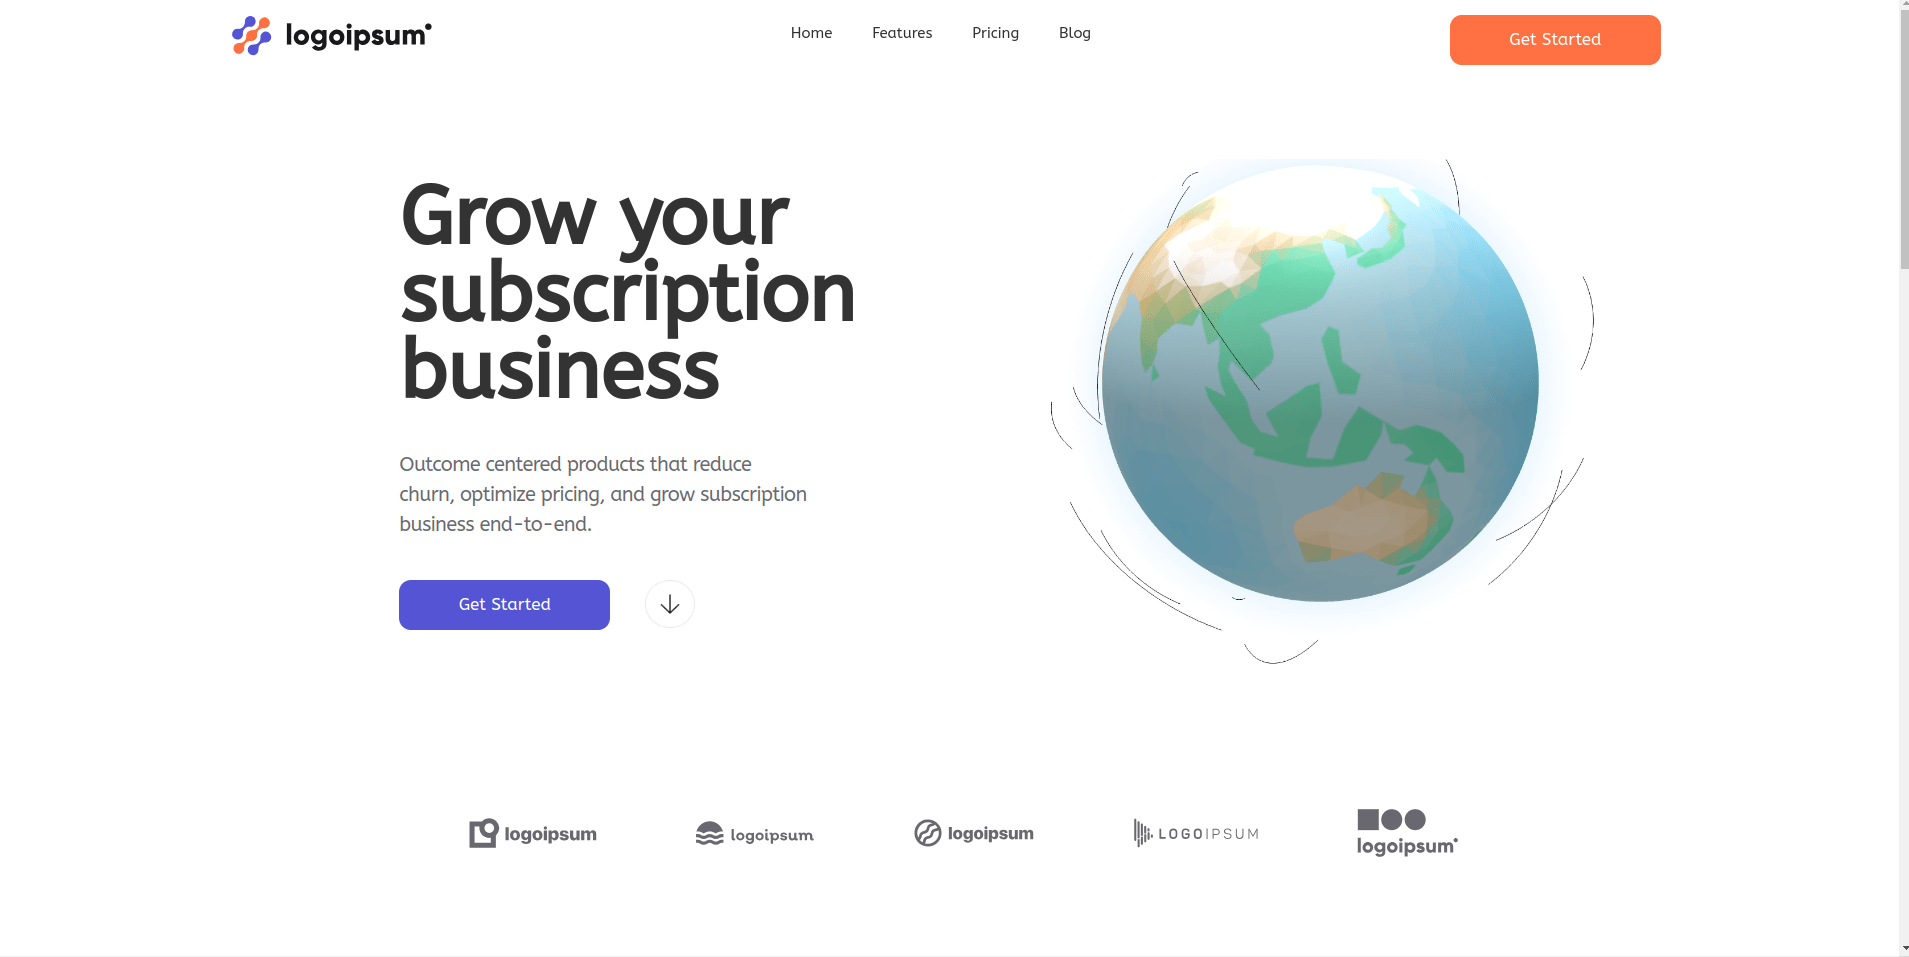 logoipsum
Home
Features
Pricing
Blog
Get Started
Grow your
subscription
business
Outcome centered products that reduce
churn, optimize pricing, and grow subscription
business end-to-end.
Get Started
logoipsum
logoipsum
logoipsum
LOGOIPSUM
logoipsum